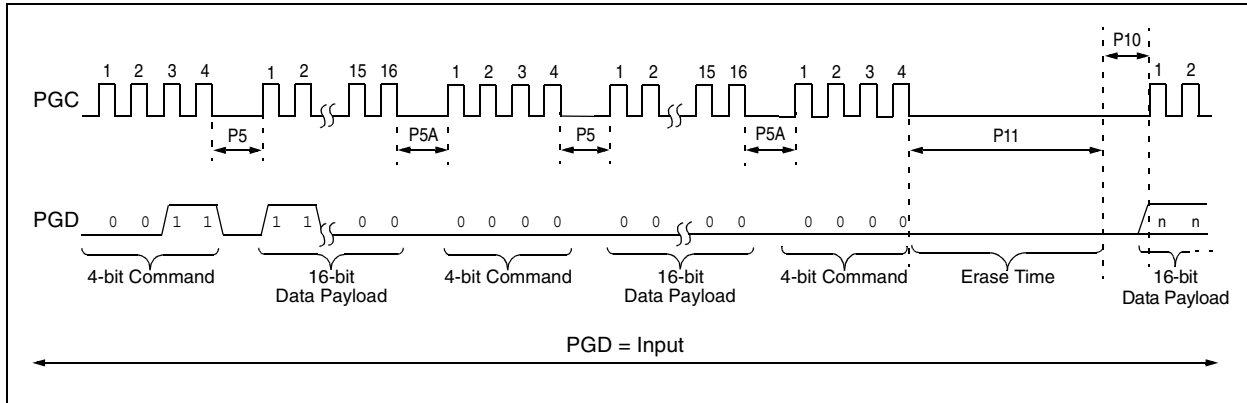 P10
1 2 3 4 1 2 15 16 1 2 3 4 1 2 15 16 1 2 3 4 1 2
PGC
P5 P5A P5 P5A P11
PGD 0 0 1 1 1 1 0 0 0 0 0 0 0 0 0 0 0 0 0 0 n n
4-bit Command 16-bit Data Payload 4-bit Command 16-bit Data Payload 4-bit Command Erase Time 16-bit Data Payload
PGD = Input